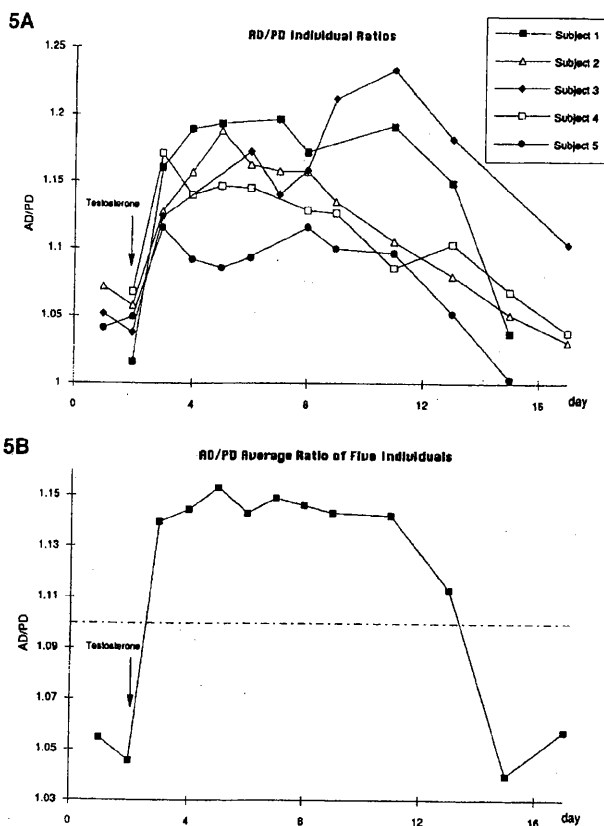 5A
AD/PD Individual Ratios
Subject 1
Subject 2
Subject 3
Subject 4
Subject 5
1.25
1.2
1.15
1.1
1.05
1
AD/PD
Testosterone
0
4
8
12
16
day
5B
AD/PD Average Ratio of Five Individuals
1.15
1.13
1.11
1.09
1.07
1.05
1.03
AD/PD
Testosterone
0
4
8
12
16
day